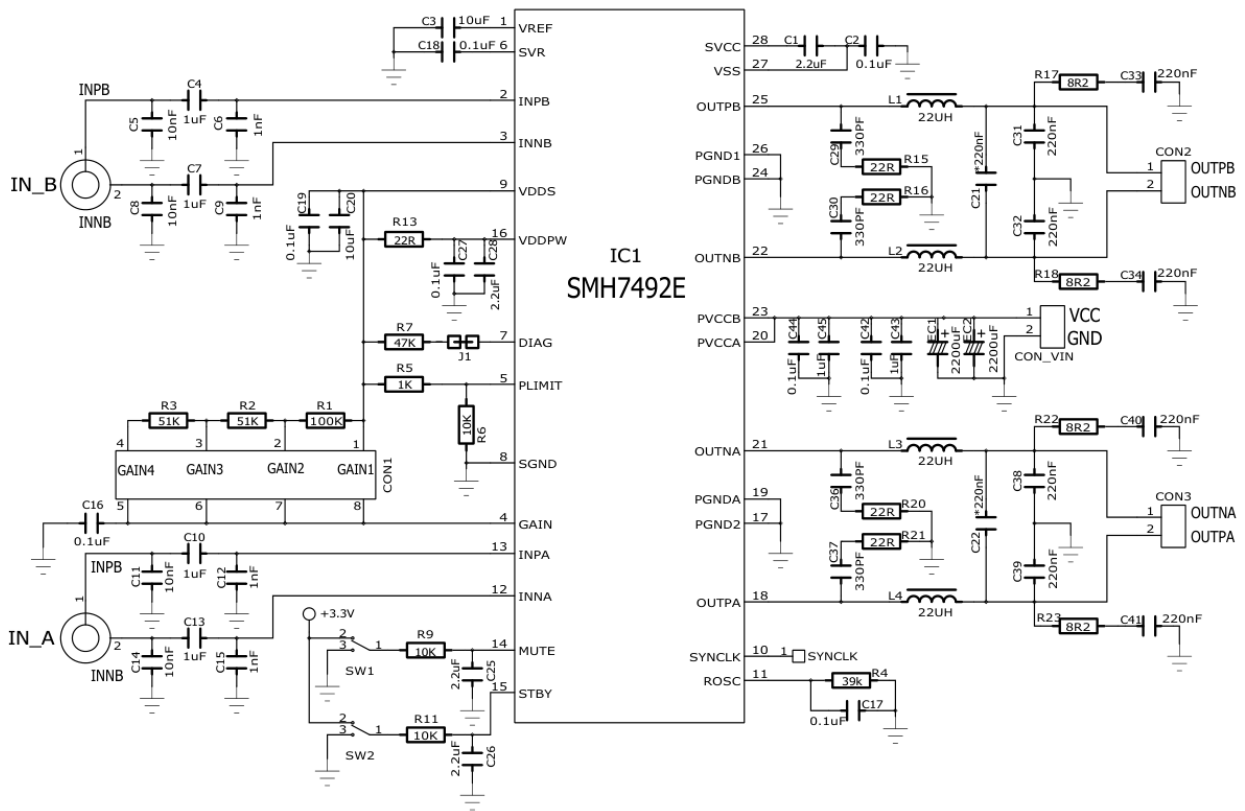 C3 10uF 1 VREF
C18 0.1uF 6 SVR
C4 INPB 1uF 2 INPB
C5 10nF C6 1nF 3 INNB
1 C7
IN_B 2 1uF 9 VDDS
INNB C8 10nF C9 1nF
C19 0.1uF C20 10uF
R13 22R 16 VDDPW
C27 0.1uF C28 2.2uF
R7 47K J1 7 DIAG
R5 1K 5 PLIMIT
R3 51K R2 51K R1 100K
10K R6
4 3 2 1
GAIN4 GAIN3 GAIN2 GAIN1 CON1
8 SGND
5 6 7 8
C16 0.1uF 4 GAIN
C10 INPB 1uF 13 INPA
C11 10nF C12 1nF 12 INNA
1 C13
IN_A 2 1uF
INNB C14 10nF C15 1nF
+3.3V
2 3 1 SW1 R9 10K 14 MUTE
2.2uF C25
15 STBY
2 3 1 SW2 R11 10K
2.2uF C26
IC1
SMH7492E
SVCC 28 C1 2.2uF C2 0.1uF
VSS 27
OUTPB 25 L1 22UH
R17 8R2 C33 220nF
C29 330PF C31 220nF
PGND1 26 R15 22R
PGNDB 24 R16 22R
C21 *220nF
CON2
1 OUTPB
2 OUTNB
C30 330PF C32 220nF
OUTNB 22 L2 22UH
R18 8R2 C34 220nF
PVCCB 23
PVCCA 20
C44 0.1uF C45 1uF C42 0.1uF C43 1uF EC1 2200uF EC2 2200uF
+ +
1 VCC
2 GND
CON_VIN
R22 8R2 C40 220nF
OUTNA 21 L3 22UH
C36 330PF C38 220nF
PGNDA 19 R20 22R
PGND2 17 R21 22R
C22 *220nF
CON3
1 OUTNA
2 OUTPA
C37 330PF C39 220nF
OUTPA 18 L4 22UH
R23 8R2 C41 220nF
SYNCLK 10 1 SYNCLK
ROSC 11 39k R4
0.1uF C17